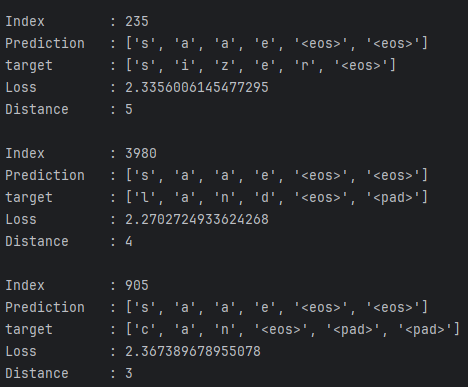 Index : 235
Prediction : ['s', 'a', 'a', 'e', '<eos>', '<eos>']
target : ['s', 'i', 'z', 'e', 'r', '<eos>']
Loss : 2.3356006145477295
Distance : 5
Index : 3980
Prediction : ['s', 'a', 'a', 'e', '<eos>', '<eos>']
target : ['l', 'a', 'n', 'd', '<eos>', '<pad>']
Loss : 2.2702724933624268
Distance : 4
Index : 905
Prediction : ['s', 'a', 'a', 'e', '<eos>', '<eos>']
target : ['c', 'a', 'n', '<eos>', '<pad>', '<pad>']
Loss : 2.367389678955078
Distance : 3